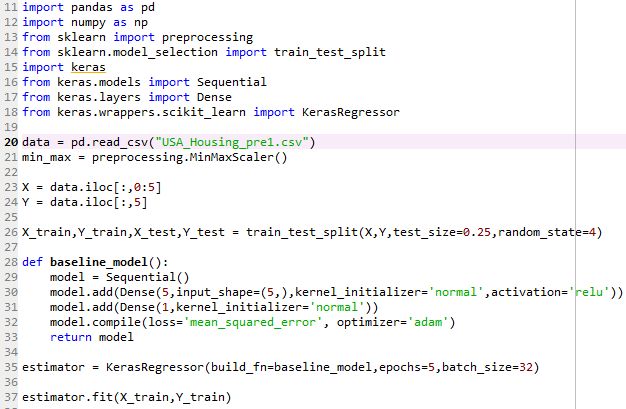 11 import pandas as pd
12 import numpy as np
13 from sklearn import preprocessing
14 from sklearn.model_selection import train_test_split
15 import keras
16 from keras.models import Sequential
17 from keras.layers import Dense
18 from keras.wrappers.scikit_learn import KerasRegressor
19
20 data = pd.read_csv("USA_Housing_pre1.csv")
21 min_max = preprocessing.MinMaxScaler()
22
23 X = data.iloc[:,0:5]
24 Y = data.iloc[:,5]
25
26 X_train,Y_train,X_test,Y_test = train_test_split(X,Y,test_size=0.25,random_state=4)
27
28 def baseline_model():
29     model = Sequential()
30     model.add(Dense(5,input_shape=(5,),kernel_initializer='normal',activation='relu'))
31     model.add(Dense(1,kernel_initializer='normal'))
32     model.compile(loss='mean_squared_error', optimizer='adam')
33     return model
34
35 estimator = KerasRegressor(build_fn=baseline_model,epochs=5,batch_size=32)
36
37 estimator.fit(X_train,Y_train)